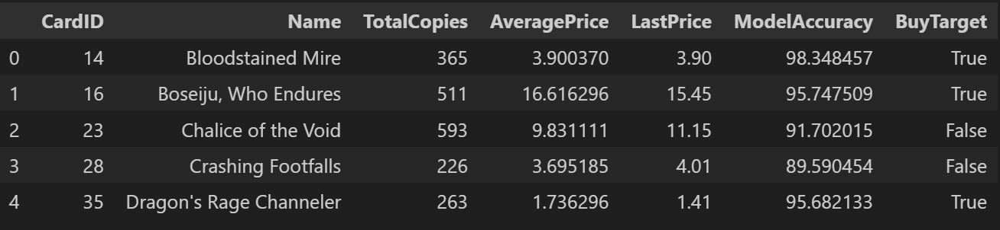 CardID Name TotalCopies AveragePrice LastPrice ModelAccuracy BuyTarget
0 14 Bloodstained Mire 365 3.900370 3.90 98.348457 True
1 16 Boseiju, Who Endures 511 16.616296 15.45 95.747509 True
2 23 Chalice of the Void 593 9.831111 11.15 91.702015 False
3 28 Crashing Footfalls 226 3.695185 4.01 89.590454 False
4 35 Dragon's Rage Channeler 263 1.736296 1.41 95.682133 True